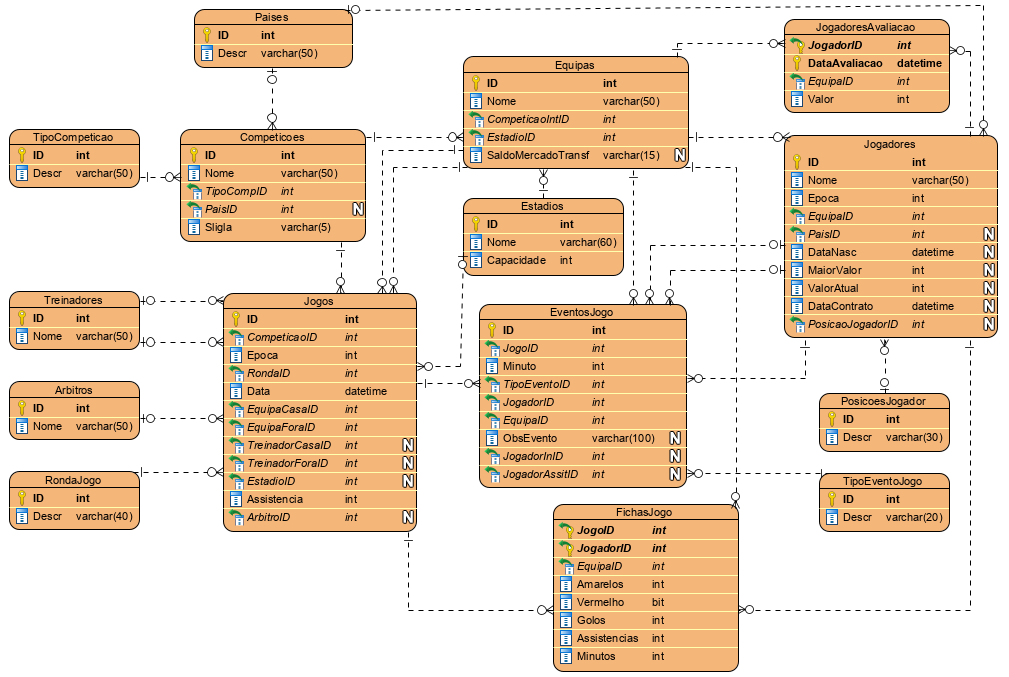 Paises
ID int
Descr varchar(50)
JogadoresAvaliacao
JogadorID int
DataAvaliacao datetime
EquipaID int
Valor int
Equipas
ID int
Nome varchar(50)
CompeticaoIntID int
EstadioID int
SaldoMercadoTransf varchar(15) N
TipoCompeticao
ID int
Descr varchar(50)
Competicoes
ID int
Nome varchar(50)
TipoCompID int
PaisID int N
Sligla varchar(5)
Jogadores
ID int
Nome varchar(50)
Epoca int
EquipaID int
PaisID int N
DataNasc datetime N
MaiorValor int N
ValorAtual int N
DataContrato datetime N
PosicaoJogadorID int N
Estadios
ID int
Nome varchar(60)
Capacidade int
Treinadores
ID int
Nome varchar(50)
Jogos
ID int
CompeticaoID int
Epoca int
RondaID int
Data datetime
EquipaCasaID int
EquipaForaID int
TreinadorCasaID int N
TreinadorForaID int N
EstadioID int N
Assistencia int
ArbitroID int N
EventosJogo
ID int
JogoID int
Minuto int
TipoEventoID int
JogadorID int
EquipaID int
ObsEvento varchar(100) N
JogadorInID int N
JogadorAssitID int N
Arbitros
ID int
Nome varchar(50)
PosicoesJogador
ID int
Descr varchar(30)
RondaJogo
ID int
Descr varchar(40)
TipoEventoJogo
ID int
Descr varchar(20)
FichasJogo
JogoID int
JogadorID int
EquipaID int
Amarelos int
Vermelho bit
Golos int
Assistencias int
Minutos int